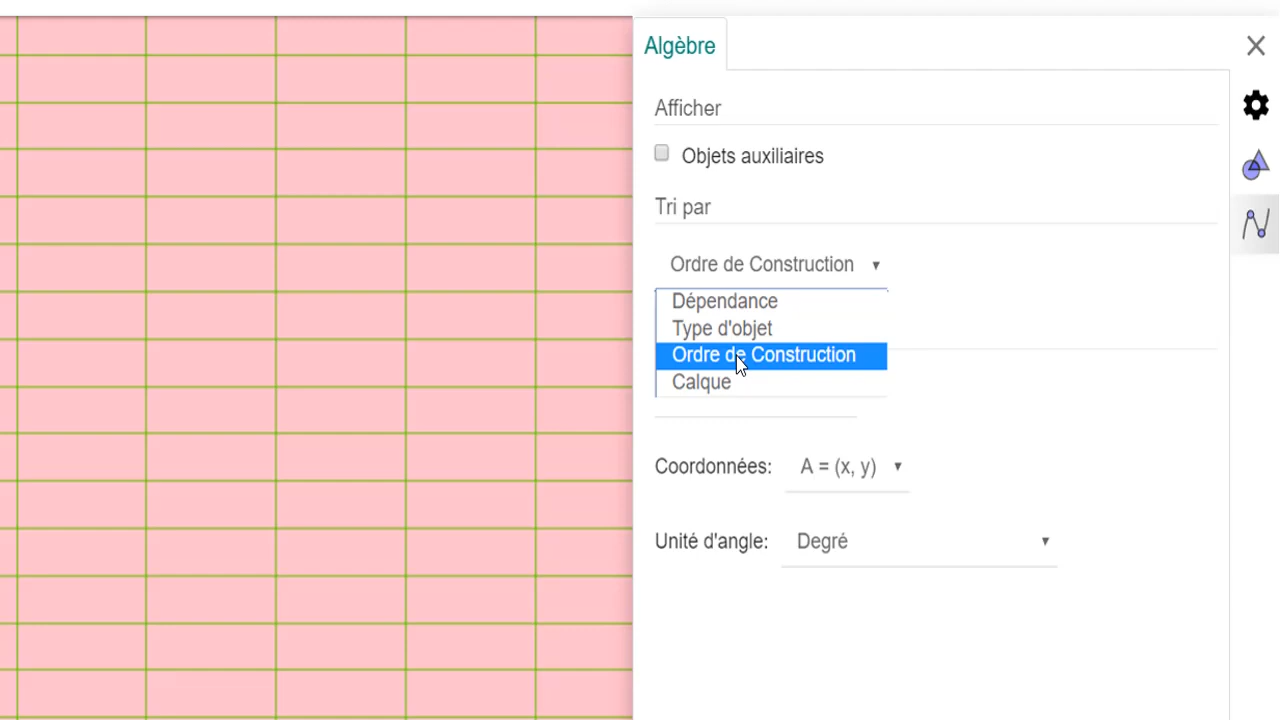 Algèbre
Afficher
Objets auxiliaires
Tri par
Ordre de Construction
Dépendance
Type d'objet
Ordre de Construction
Calque
Coordonnées: A = (x, y)
Unité d'angle: Degré